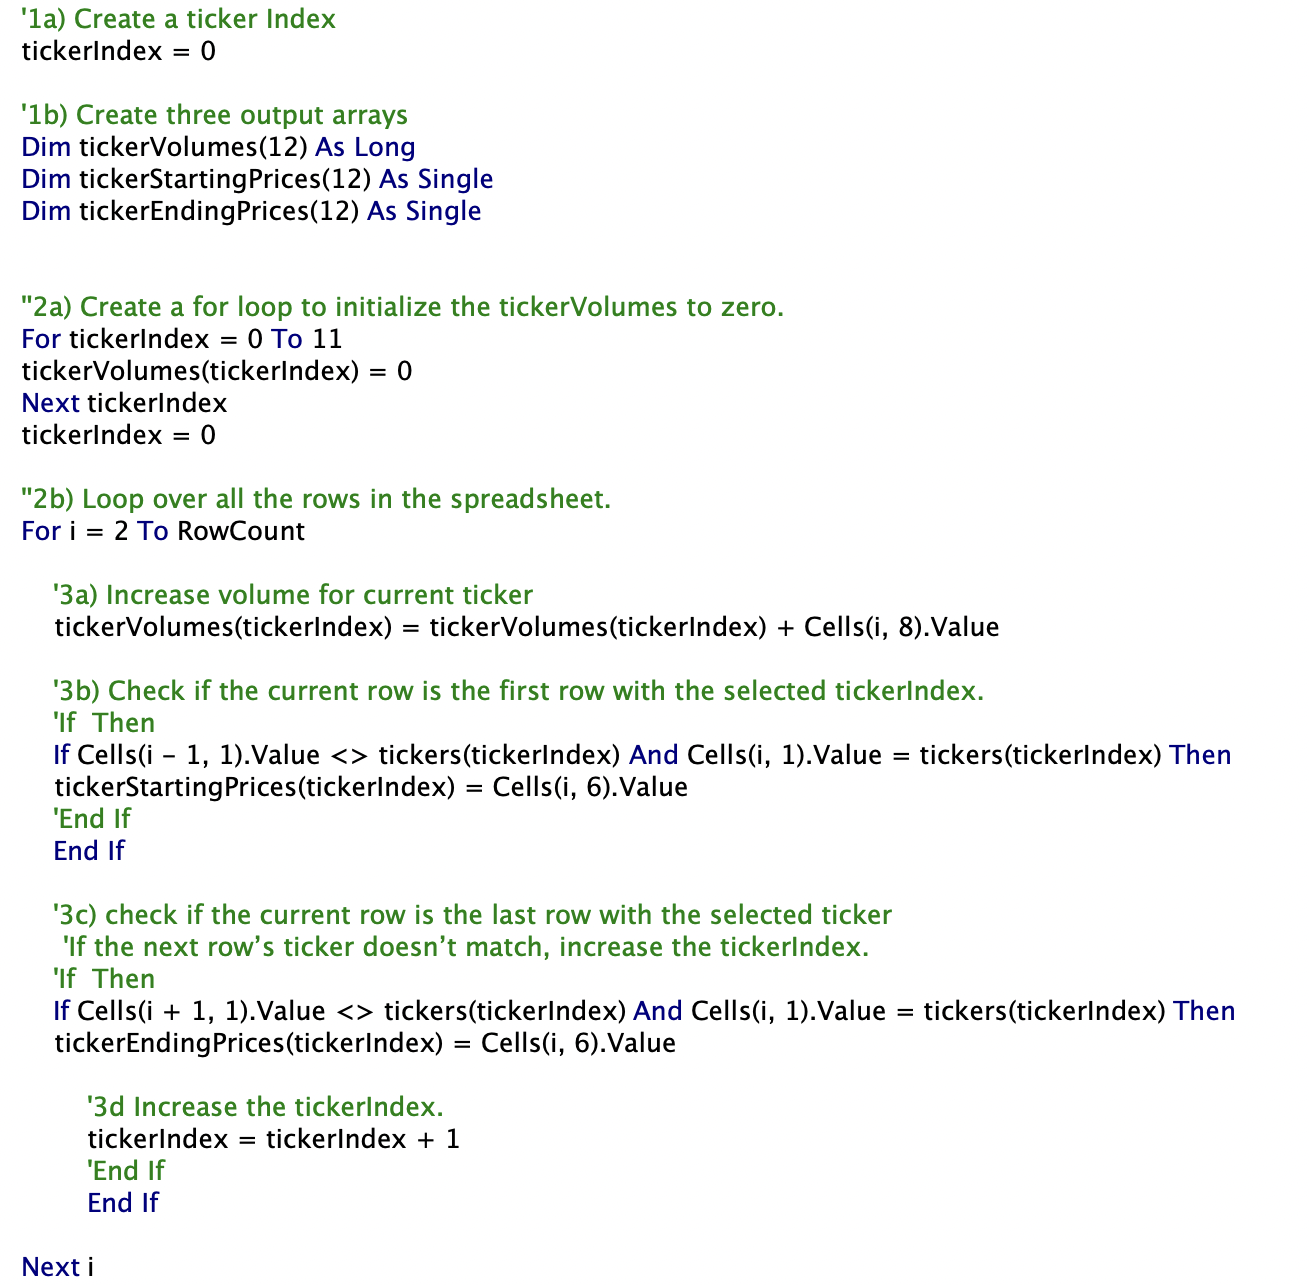 '1a) Create a ticker Index
tickerIndex = 0
'1b) Create three output arrays
Dim tickerVolumes(12) As Long
Dim tickerStartingPrices(12) As Single
Dim tickerEndingPrices(12) As Single
''2a) Create a for loop to initialize the tickerVolumes to zero.
For tickerIndex = 0 To 11
tickerVolumes(tickerIndex) = 0
Next tickerIndex
tickerIndex = 0
''2b) Loop over all the rows in the spreadsheet.
For i = 2 To RowCount
'3a) Increase volume for current ticker
tickerVolumes(tickerIndex) = tickerVolumes(tickerIndex) + Cells(i, 8).Value
'3b) Check if the current row is the first row with the selected tickerIndex.
'If  Then
If Cells(i - 1, 1).Value <> tickers(tickerIndex) And Cells(i, 1).Value = tickers(tickerIndex) Then
tickerStartingPrices(tickerIndex) = Cells(i, 6).Value
'End If
End If
'3c) check if the current row is the last row with the selected ticker
'If the next row’s ticker doesn’t match, increase the tickerIndex.
'If  Then
If Cells(i + 1, 1).Value <> tickers(tickerIndex) And Cells(i, 1).Value = tickers(tickerIndex) Then
tickerEndingPrices(tickerIndex) = Cells(i, 6).Value
'3d Increase the tickerIndex.
tickerIndex = tickerIndex + 1
'End If
End If
Next i